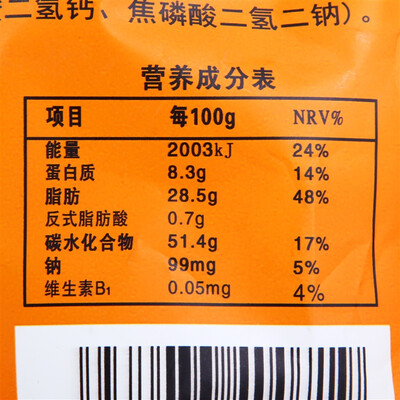 二氢钙、焦磷酸二氢二钠)。
营养成分表
项目 每100g NRV%
能量 2003kJ 24%
蛋白质 8.3g 14%
脂肪 28.5g 48%
反式脂肪酸 0.7g
碳水化合物 51.4g 17%
钠 99mg 5%
维生素B₁ 0.05mg 4%